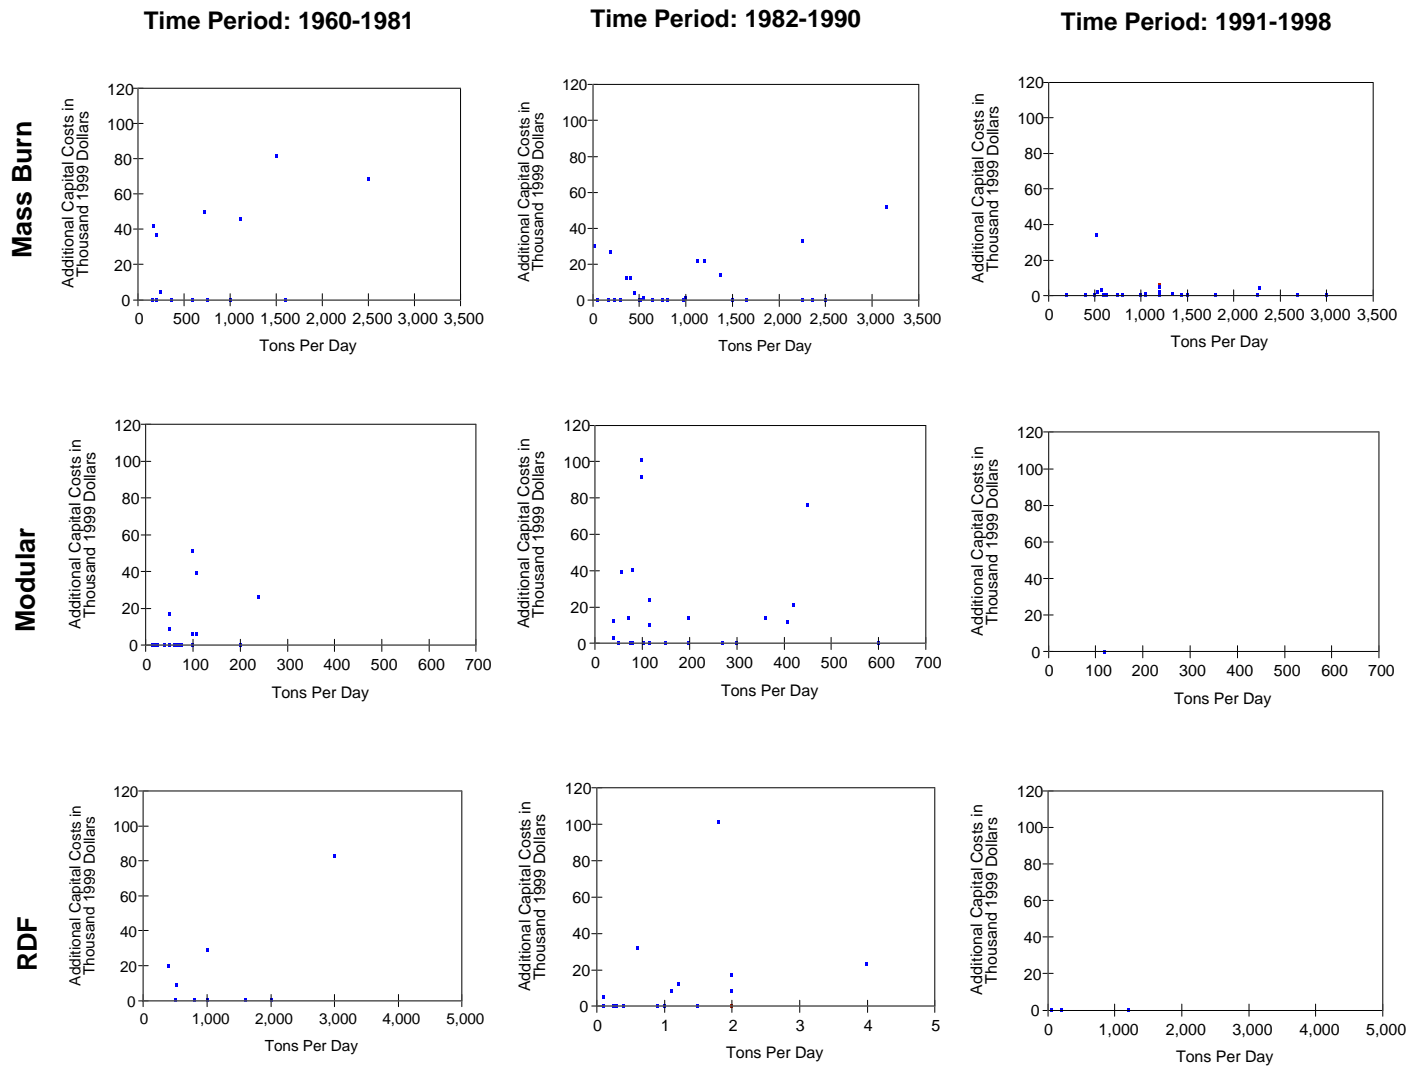 Time Period: 1960-1981
Time Period: 1982-1990
Time Period: 1991-1998
Mass Burn
Additional Capital Costs in
Thousand 1999 Dollars
120
100
80
60
40
20
0
0 500 1,000 1,500 2,000 2,500 3,000 3,500
Tons Per Day
Additional Capital Costs in
Thousand 1999 Dollars
120
100
80
60
40
20
0
0 500 1,000 1,500 2,000 2,500 3,000 3,500
Tons Per Day
Additional Capital Costs in
Thousand 1999 Dollars
120
100
80
60
40
20
0
0 500 1,000 1,500 2,000 2,500 3,000 3,500
Tons Per Day
Modular
Additional Capital Costs in
Thousand 1999 Dollars
120
100
80
60
40
20
0
0 100 200 300 400 500 600 700
Tons Per Day
Additional Capital Costs in
Thousand 1999 Dollars
120
100
80
60
40
20
0
0 100 200 300 400 500 600 700
Tons Per Day
Additional Capital Costs in
Thousand 1999 Dollars
120
100
80
60
40
20
0
0 100 200 300 400 500 600 700
Tons Per Day
RDF
Additional Capital Costs in
Thousand 1999 Dollars
120
100
80
60
40
20
0
0 1,000 2,000 3,000 4,000 5,000
Tons Per Day
Additional Capital Costs in
Thousand 1999 Dollars
120
100
80
60
40
20
0
0 1 2 3 4 5
Tons Per Day
Additional Capital Costs in
Thousand 1999 Dollars
120
100
80
60
40
20
0
0 1,000 2,000 3,000 4,000 5,000
Tons Per Day